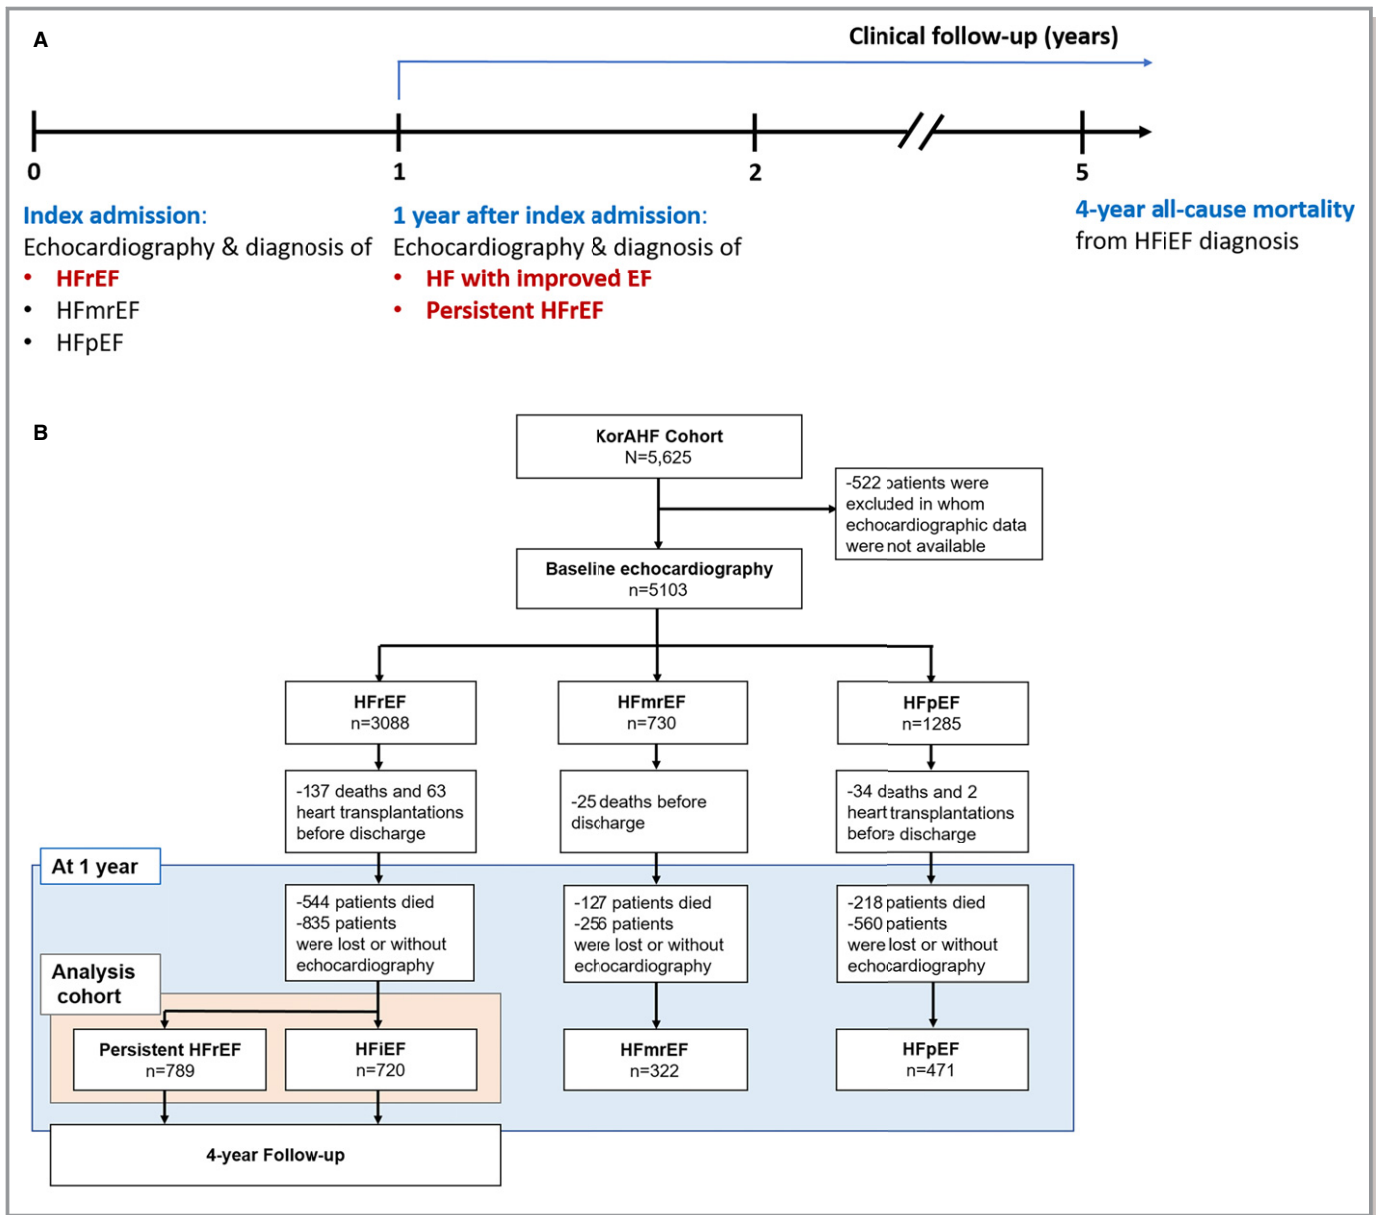 A
Clinical follow-up (years)
0
1
2
5
Index admission:
Echocardiography & diagnosis of
• HFrEF
• HFmrEF
• HFpEF
1 year after index admission:
Echocardiography & diagnosis of
• HF with improved EF
• Persistent HFrEF
4-year all-cause mortality
from HFiEF diagnosis
B
KorAHF Cohort
N=5,625
-522 patients were
excluded in whom
echocardiographic data
were not available
Baseline echocardiography
n=5103
HFrEF
n=3088
HFmrEF
n=730
HFpEF
n=1285
-137 deaths and 63
heart transplantations
before discharge
-25 deaths before
discharge
-34 deaths and 2
heart transplantations
before discharge
At 1 year
-544 patients died
-835 patients
were lost or without
echocardiography
-127 patients died
-256 patients
were lost or without
echocardiography
-218 patients died
-560 patients
were lost or without
echocardiography
Analysis
cohort
Persistent HFrEF
n=789
HFiEF
n=720
HFmrEF
n=322
HFpEF
n=471
4-year Follow-up